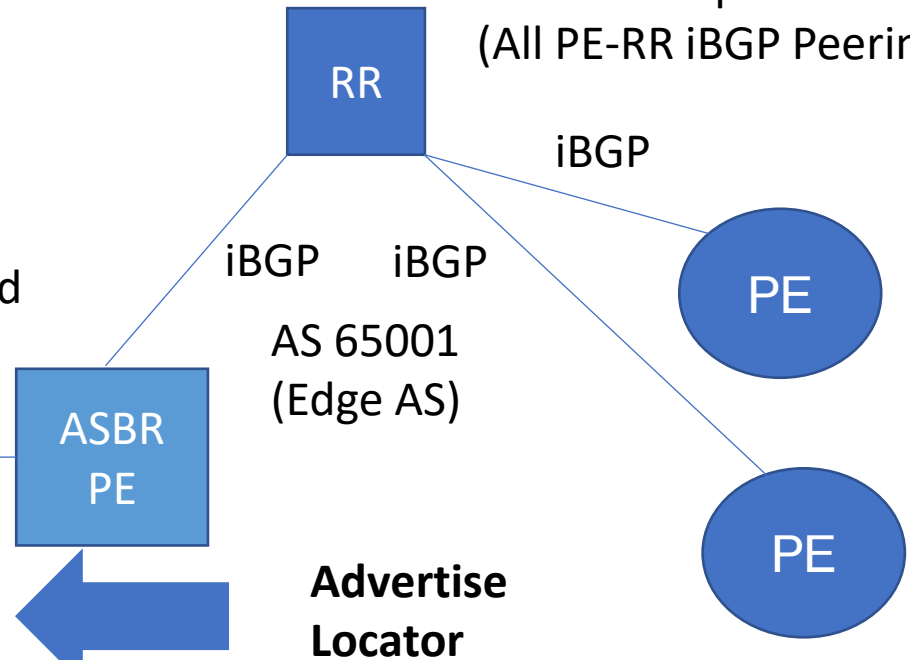 (All PE-RR iBGP Peerin
RR
iBGP
iBGP
iBGP
PE
AS 65001
(Edge AS)
ASBR
PE
PE
Advertise
Locator